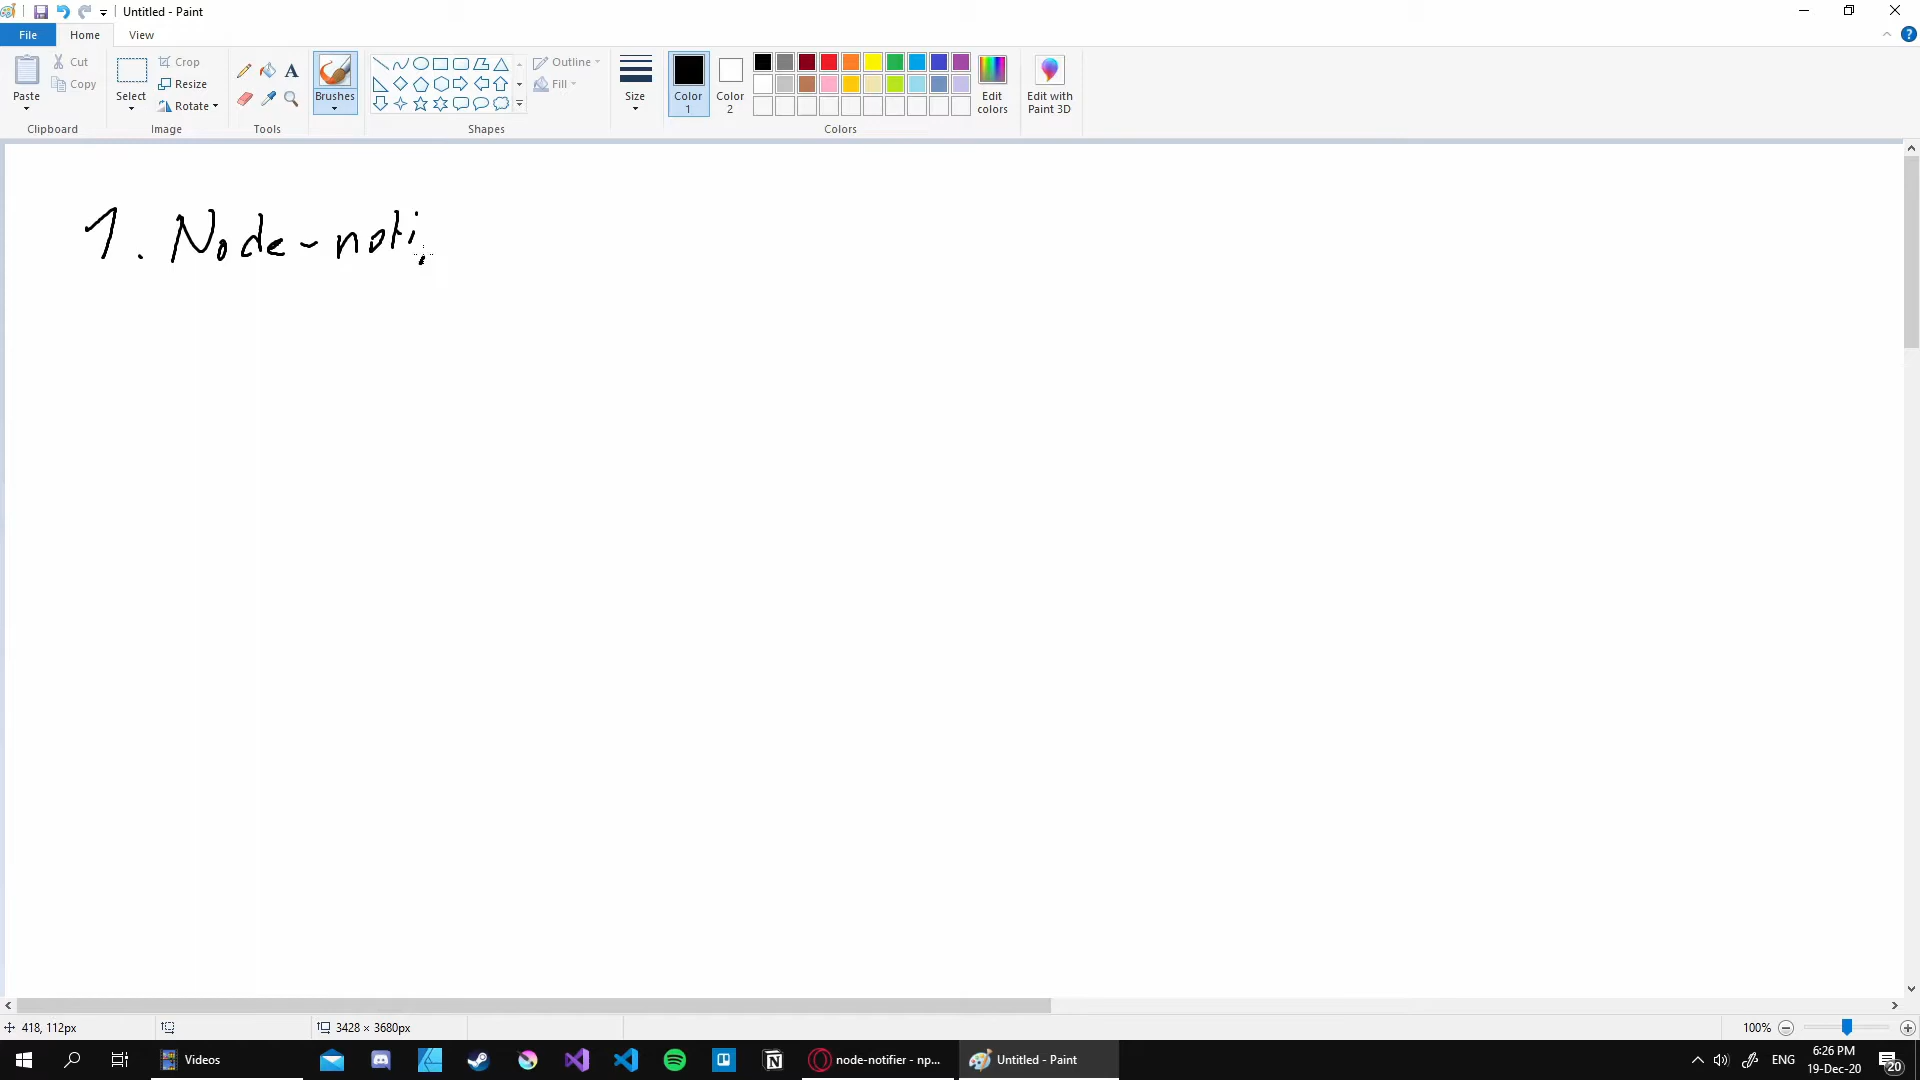 Untitled - Paint
File Home View
Paste
Clipboard
Cut
Copy
Select
Crop
Resize
Rotate
Image
A
Tools
Brushes
Shapes
Outline
Fill
Size
Color 1
Color 2
Edit colors
Colors
Edit with Paint 3D
1. Node-noti
418, 112px
3428 × 3680px
100%
Videos
node-notifier - np...
Untitled - Paint
ENG
6:26 PM
19-Dec-20
20